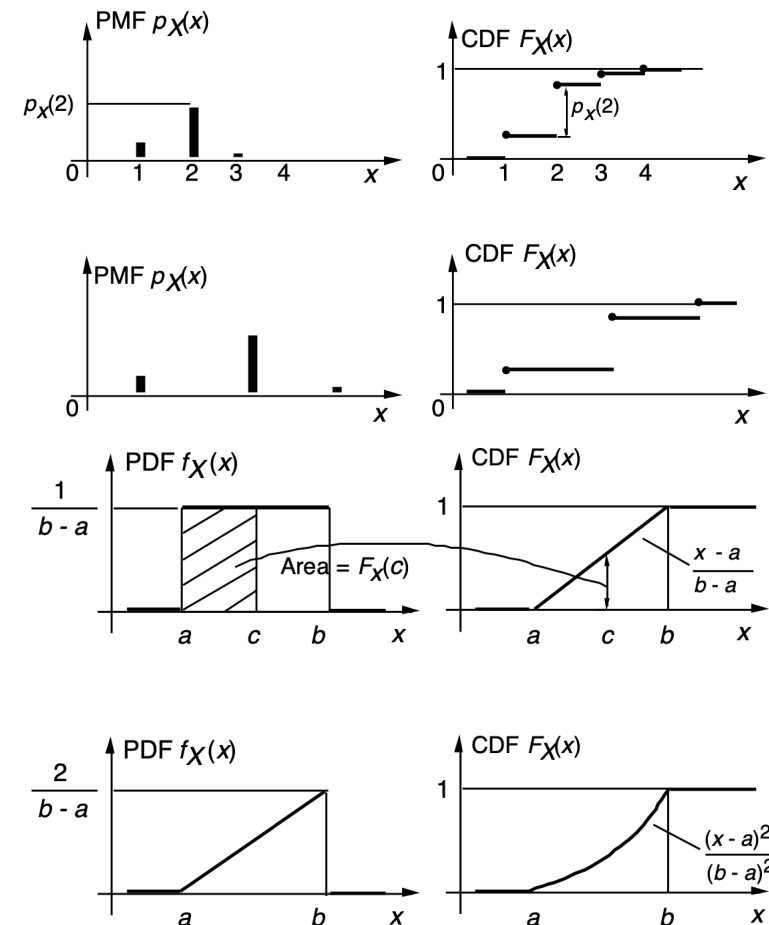 PMF pX(x)
pX(2)
0 1 2 3 4 x
CDF FX(x)
1
pX(2)
0 1 2 3 4 x
PMF pX(x)
0 x
CDF FX(x)
1
0 x
PDF fX(x)
1
b - a
Area = FX(c)
a c b x
CDF FX(x)
1
x - a
b - a
a c b x
PDF fX(x)
2
b - a
a b x
CDF FX(x)
1
(x - a)2
(b - a)2
a b x